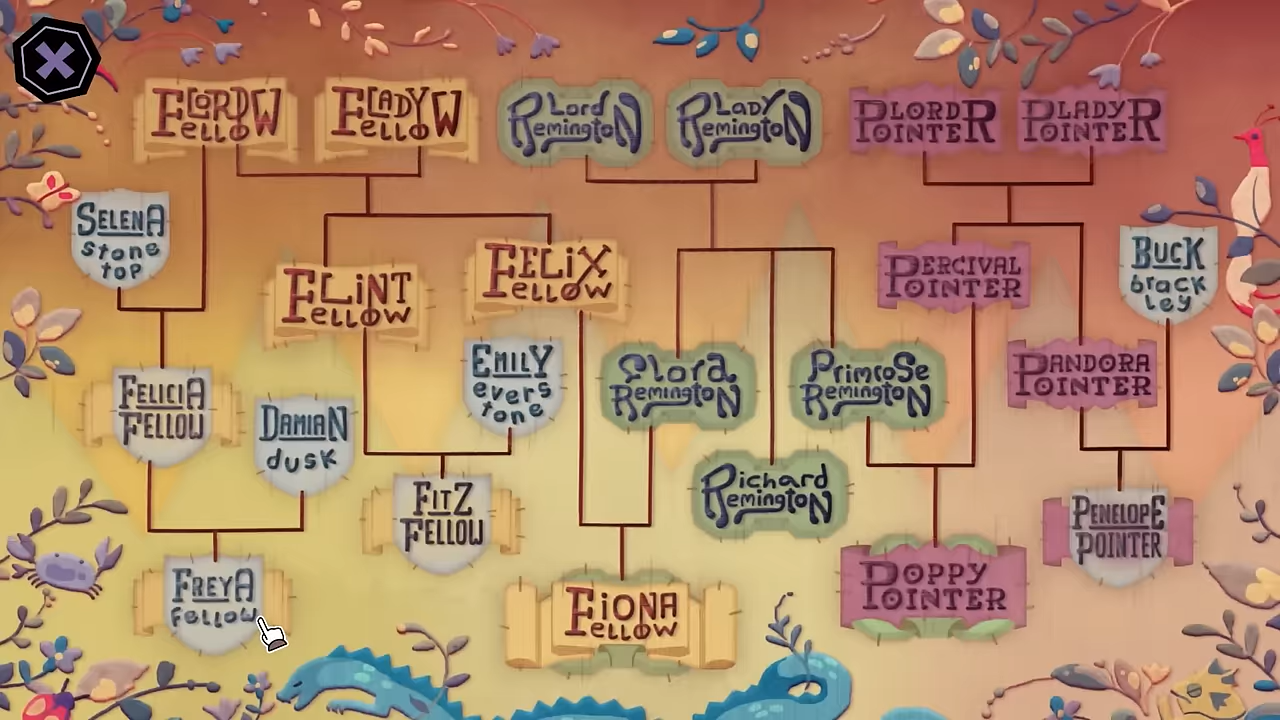 LORD
FELLOW
LADY
FELLOW
Lord
RemingtoN
LadY
RemingtoN
LORD
POINTER
LADY
POINTER
SELENA
stone
top
FLiNT
FELLOW
FELiX
FELLOW
PERCIVAL
POINTER
BUCK
brack
ley
FELICIA
FELLOW
DAMIAN
dusk
EMILY
evers
tone
Flora
RemingtoN
PrimroSe
RemingtoN
PANDORA
POINTER
FITZ
FELLOW
Richard
RemingtoN
PENELOPE
POINTER
FREYA
FELLOW
FiONA
FELLOW
POPPY
POINTER